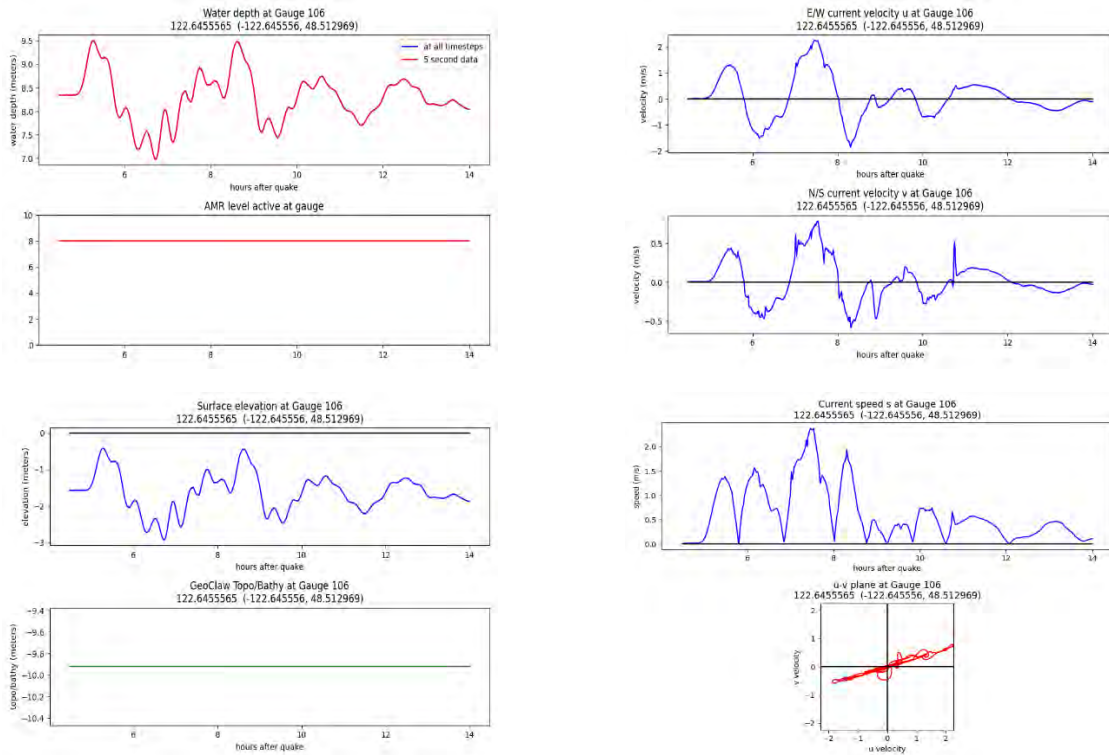 Water depth at Gauge 106
122.6455565 (-122.645556, 48.512969)
at all timesteps
5 second data
9.5
9.0
8.5
8.0
7.5
7.0
water depth (meters)
6 8 10 12 14
hours after quake
AMR level active at gauge
10
8
6
4
2
0
6 8 10 12 14
Surface elevation at Gauge 106
122.6455565 (-122.645556, 48.512969)
0
−1
−2
−3
elevation (meters)
6 8 10 12 14
hours after quake
GeoClaw Topo/Bathy at Gauge 106
122.6455565 (-122.645556, 48.512969)
−9.4
−9.6
−9.8
−10.0
−10.2
−10.4
topo/bathy (meters)
6 8 10 12 14
hours after quake
E/W current velocity u at Gauge 106
122.6455565 (-122.645556, 48.512969)
2
1
0
−1
−2
velocity (m/s)
6 8 10 12 14
hours after quake
N/S current velocity v at Gauge 106
122.6455565 (-122.645556, 48.512969)
0.5
0.0
−0.5
velocity (m/s)
6 8 10 12 14
hours after quake
Current speed s at Gauge 106
122.6455565 (-122.645556, 48.512969)
2.0
1.5
1.0
0.5
0.0
speed (m/s)
6 8 10 12 14
hours after quake
u-v plane at Gauge 106
122.6455565 (-122.645556, 48.512969)
2
1
0
−1
−2
v velocity
−2 −1 0 1 2
u velocity